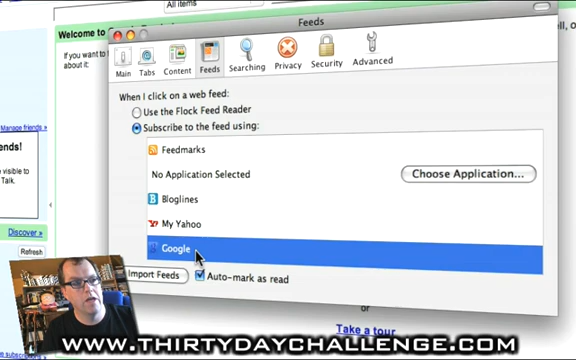 All items
Feeds
Welcome to
If you want to
about it:
Main
Tabs
Content
Feeds
Searching
Privacy
Security
Advanced
When I click on a web feed:
Use the Flock Feed Reader
Subscribe to the feed using:
Feedmarks
No Application Selected
Choose Application...
Bloglines
My Yahoo
Google
Manage friends »
ends!
e visible to
Talk.
Discover »
Refresh
Import Feeds
Auto-mark as read
or
Take a tour
WWW.THIRTYDAYCHALLENGE.COM